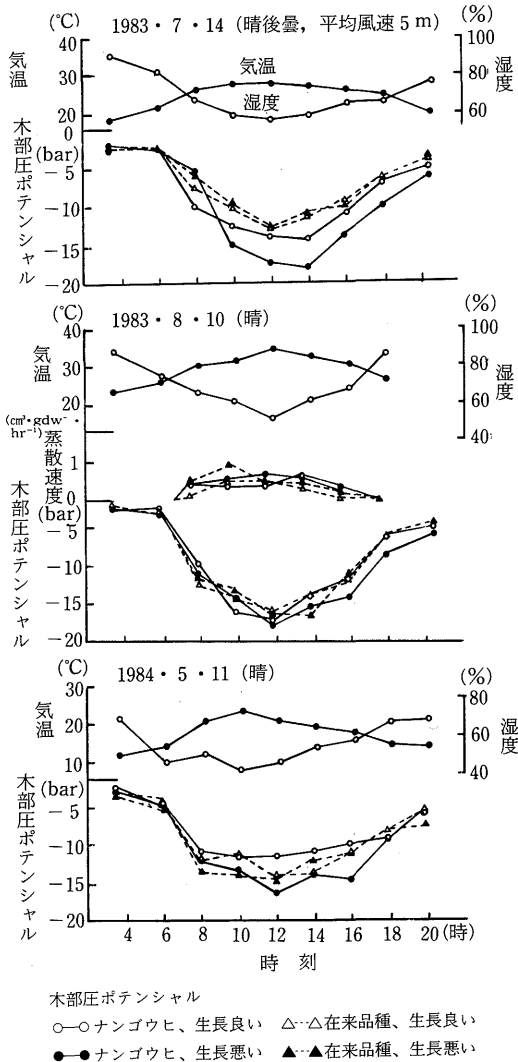 1983・7・14(晴後曇，平均風速5m)
(℃)
(%)
40
30
20
気温
100
80
60
湿度
気温
湿度
0
(bar)
－5
－10
－15
－20
木部圧ポテンシャル
1983・8・10(晴)
(℃)
(%)
40
30
20
気温
100
80
60
40
湿度
(cm³・gdw⁻・
hr⁻¹)
蒸散速度
1
0
(bar)
－5
－10
－15
－20
木部圧ポテンシャル
1984・5・11(晴)
(℃)
(%)
30
20
10
気温
80
60
40
湿度
(bar)
－5
－10
－15
－20
木部圧ポテンシャル
4 6 8 10 12 14 16 18 20(時)
時 刻
木部圧ポテンシャル
○─○ナンゴウヒ、生長良い △--△在来品種、生長良い
●─●ナンゴウヒ、生長悪い ▲--▲在来品種、生長悪い